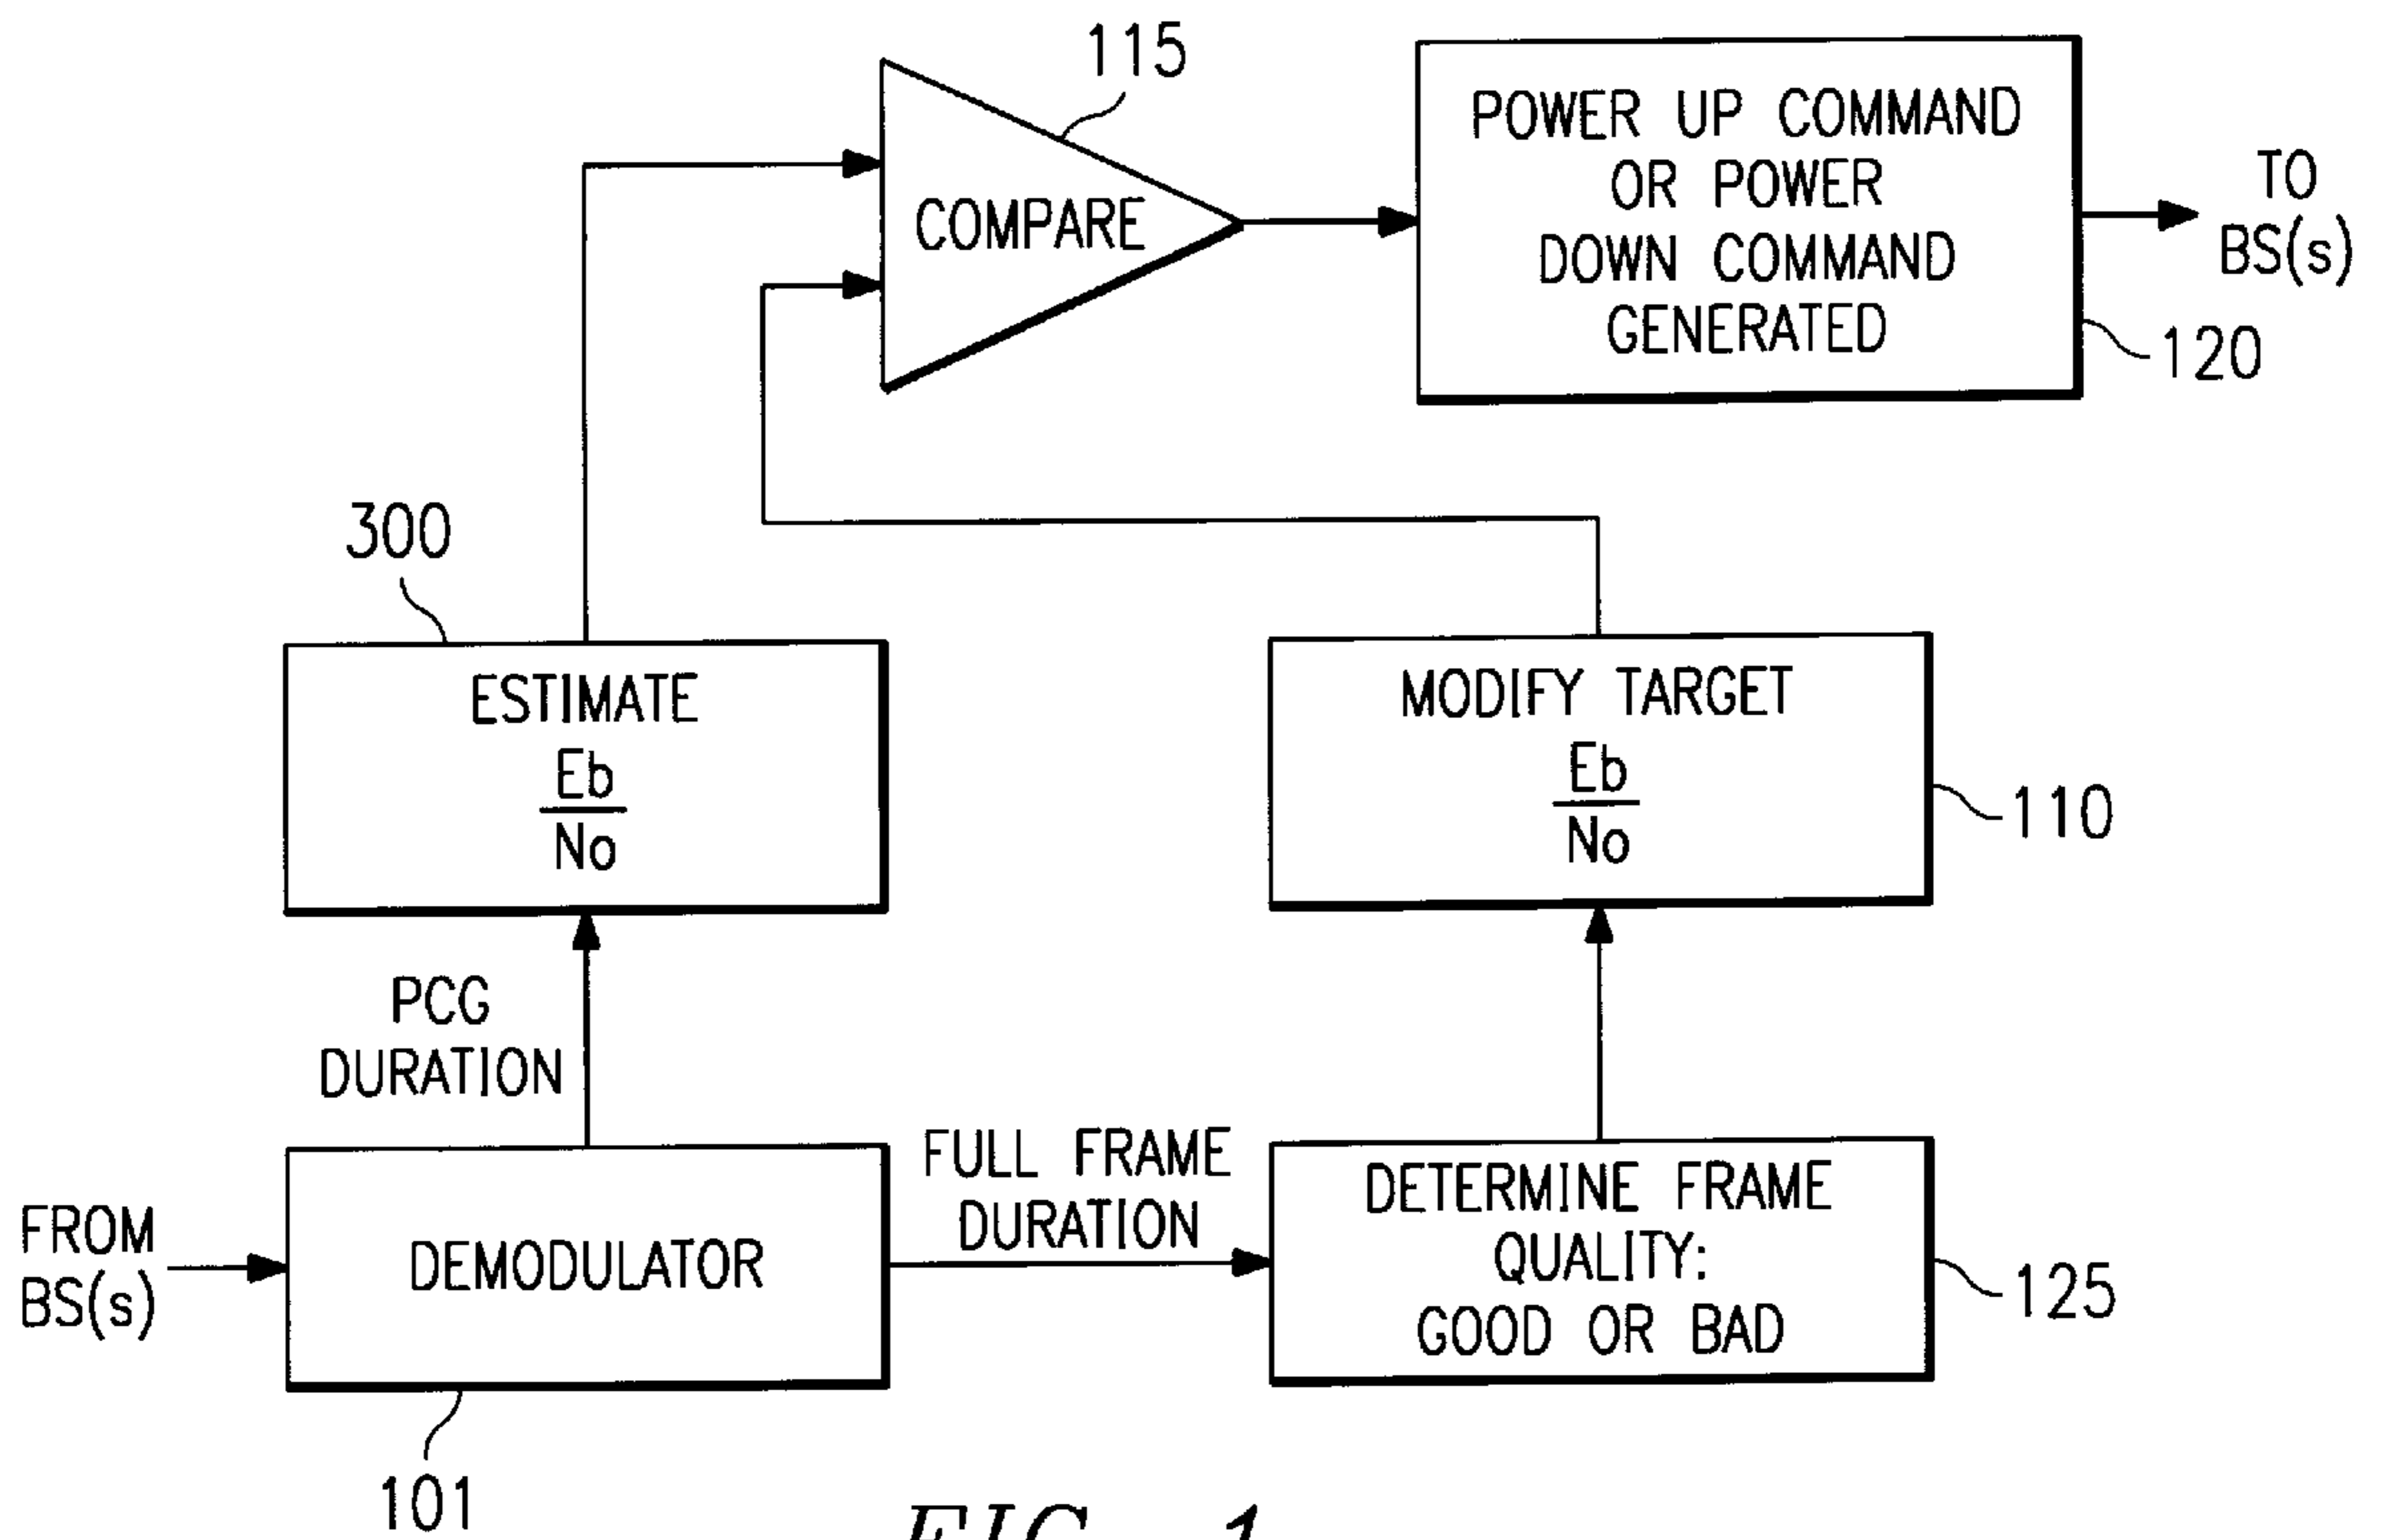 115
COMPARE
POWER UP COMMAND
OR POWER
DOWN COMMAND
GENERATED
TO
BS(s)
120
300
ESTIMATE
Eb
No
MODIFY TARGET
Eb
No
110
PCG
DURATION
FROM
BS(s)
DEMODULATOR
101
FULL FRAME
DURATION
DETERMINE FRAME
QUALITY:
GOOD OR BAD
125
FIG. 1